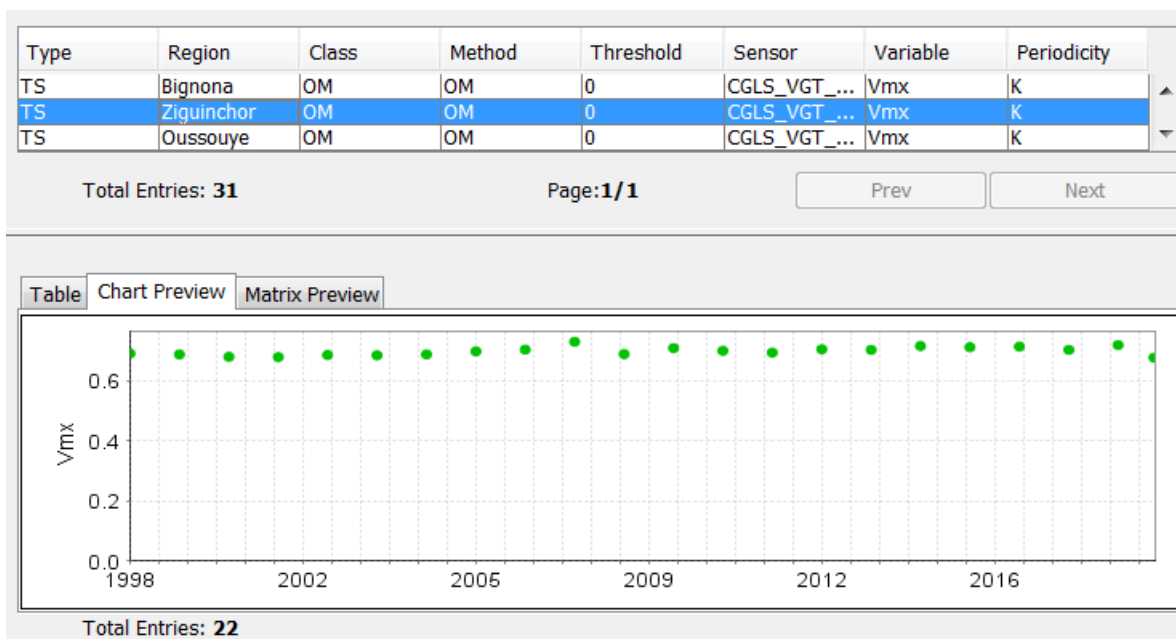 Type Region Class Method Threshold Sensor Variable Periodicity
TS Bignona OM OM 0 CGLS_VGT_... Vmx K
TS Ziguinchor OM OM 0 CGLS_VGT_... Vmx K
TS Oussouye OM OM 0 CGLS_VGT_... Vmx K
Total Entries: 31 Page:1/1 Prev Next
Table Chart Preview Matrix Preview
0.6
0.4
Vmx
0.2
0.0
1998 2002 2005 2009 2012 2016
Total Entries: 22